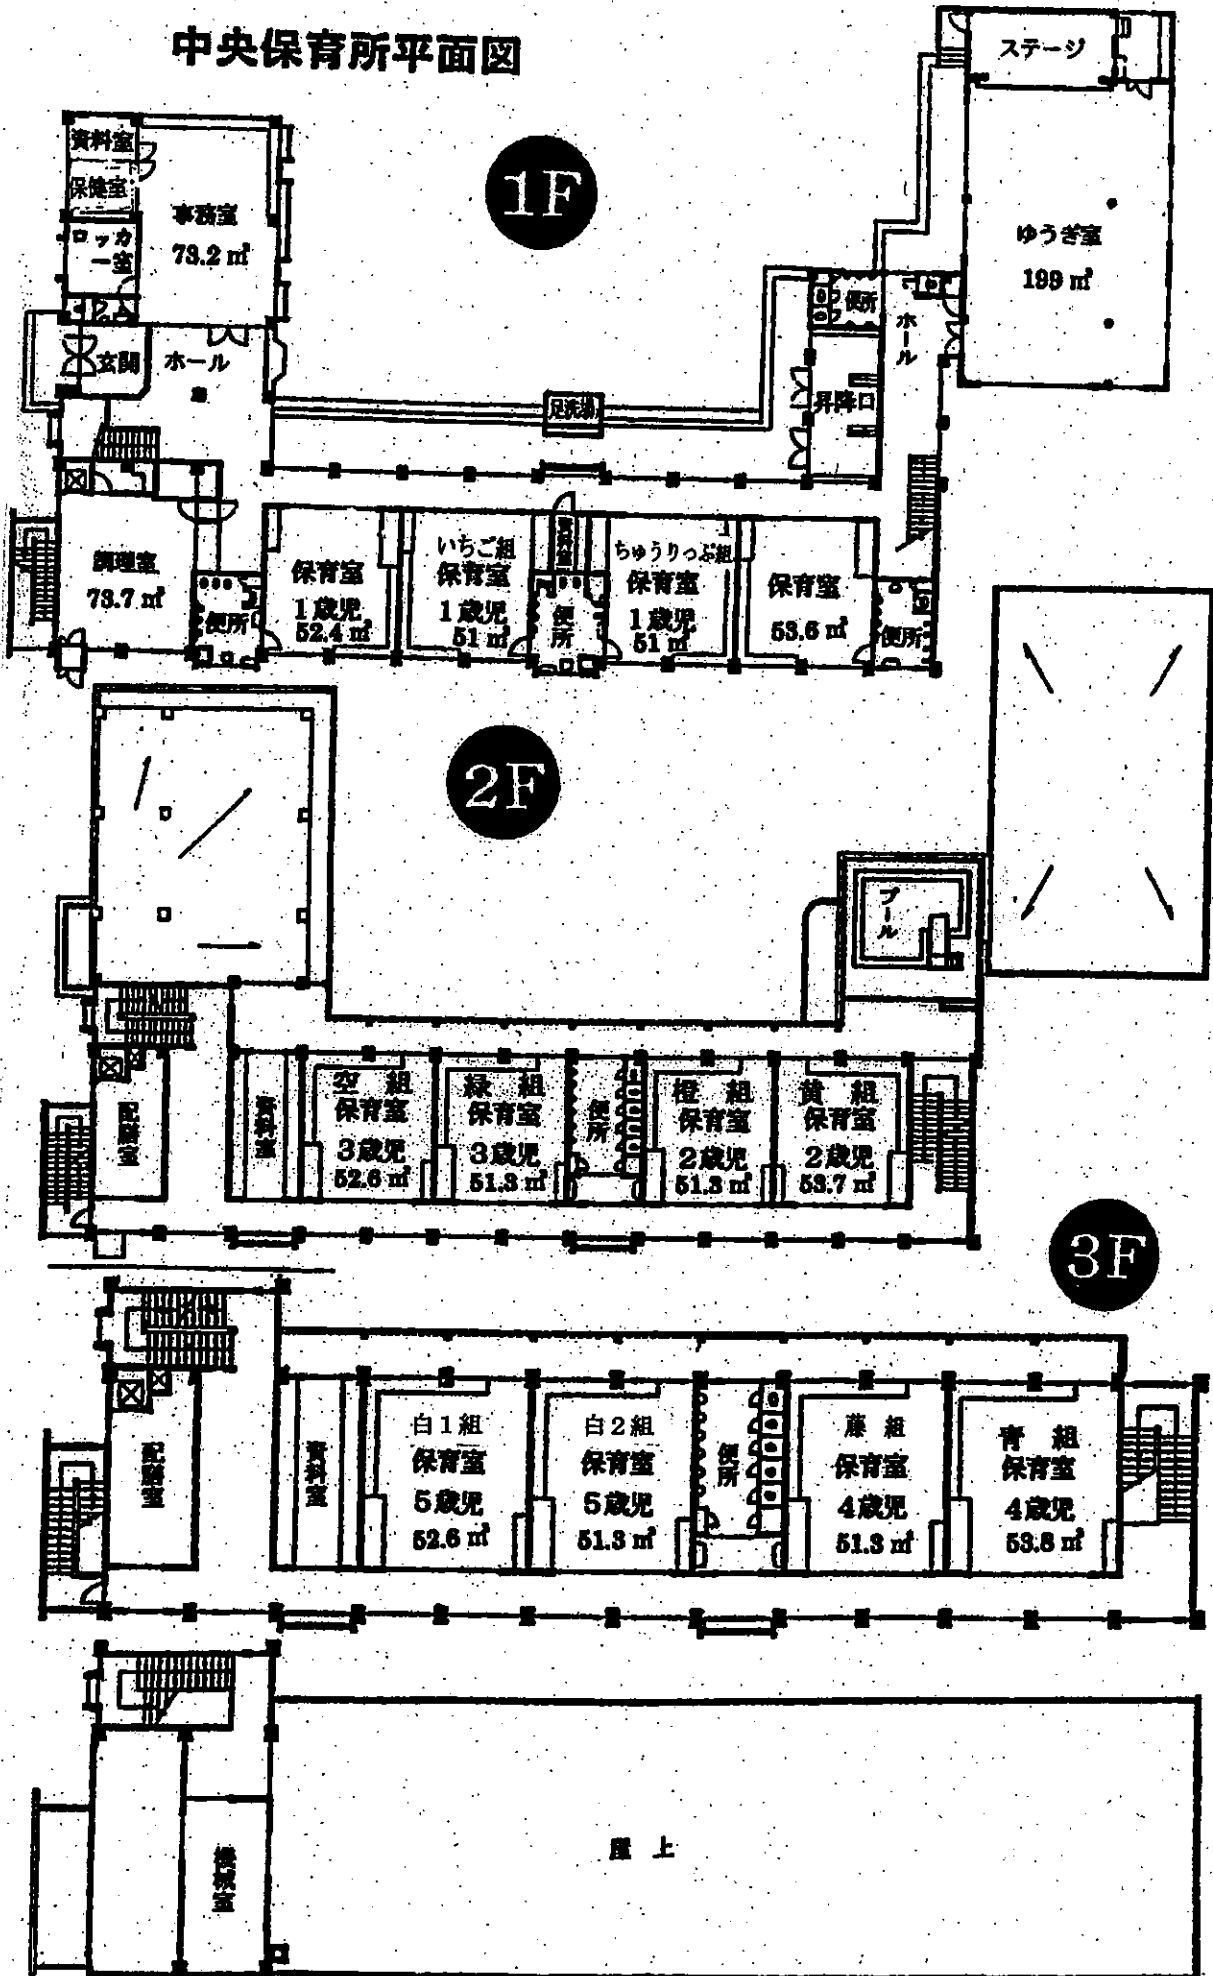 中央保育所平面図
1F
ステージ
ゆうぎ室
199㎡
資料室
保健室
事務室
73.2㎡
ロッカ
ー室
玄関
ホール
便所
ホール
昇降口
足洗場
調理室
73.7㎡
便所
保育室
1歳児
52.4㎡
いちご組
保育室
1歳児
51㎡
資料室
便所
ちゅうりっぷ組
保育室
1歳児
51㎡
保育室
53.6㎡
便所
2F
プール
配膳室
資料室
空組
保育室
3歳児
52.6㎡
緑組
保育室
3歳児
51.3㎡
便所
橙組
保育室
2歳児
51.3㎡
黄組
保育室
2歳児
53.7㎡
3F
配膳室
資料室
白1組
保育室
5歳児
52.6㎡
白2組
保育室
5歳児
51.3㎡
便所
藤組
保育室
4歳児
51.3㎡
青組
保育室
4歳児
53.8㎡
機械室
屋上